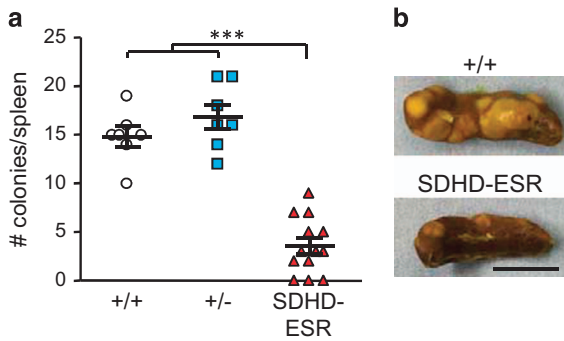 a
***
25
20
15
10
5
0
# colonies/spleen
+/+
+/-
SDHD-
ESR
b
+/+
SDHD-ESR